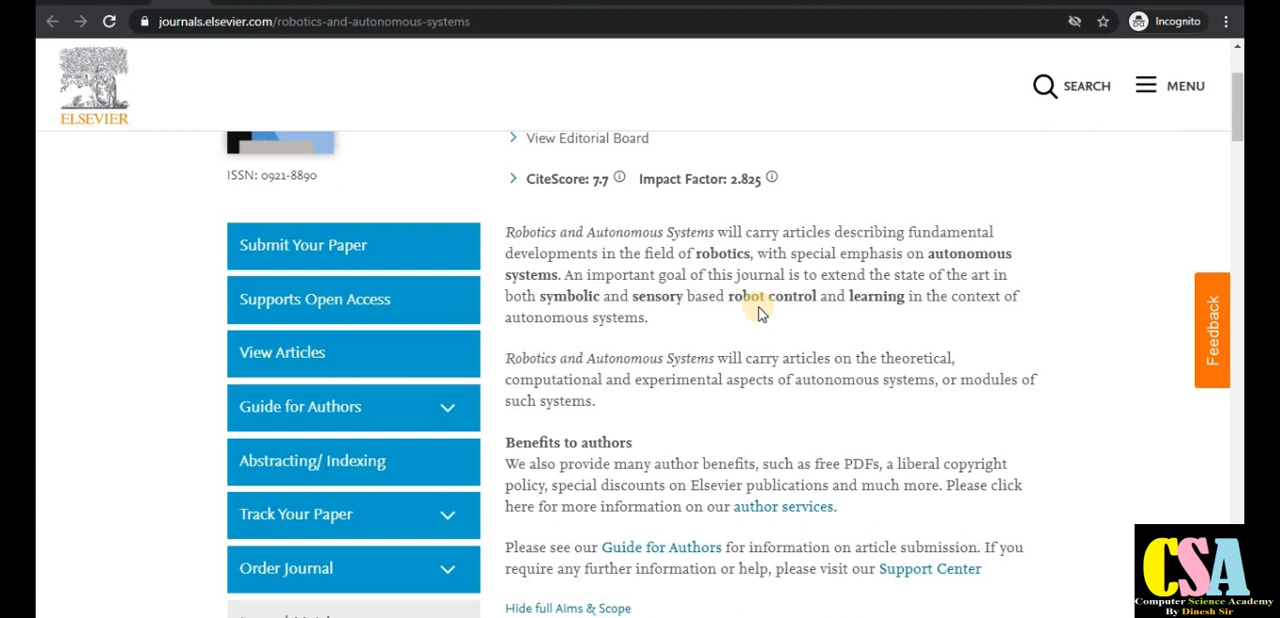 journals.elsevier.com/robotics-and-autonomous-systems
Incognito
ELSEVIER
SEARCH
MENU
View Editorial Board
ISSN: 0921-8890
CiteScore: 7.7 Impact Factor: 2.825
Submit Your Paper
Supports Open Access
View Articles
Guide for Authors
Abstracting/ Indexing
Track Your Paper
Order Journal
Robotics and Autonomous Systems will carry articles describing fundamental
developments in the field of robotics, with special emphasis on autonomous
systems. An important goal of this journal is to extend the state of the art in
both symbolic and sensory based robot control and learning in the context of
autonomous systems.
Robotics and Autonomous Systems will carry articles on the theoretical,
computational and experimental aspects of autonomous systems, or modules of
such systems.
Benefits to authors
We also provide many author benefits, such as free PDFs, a liberal copyright
policy, special discounts on Elsevier publications and much more. Please click
here for more information on our author services.
Please see our Guide for Authors for information on article submission. If you
require any further information or help, please visit our Support Center
Hide full Aims & Scope
Feedback
CSA
Computer Science Academy
By Dinesh Sir